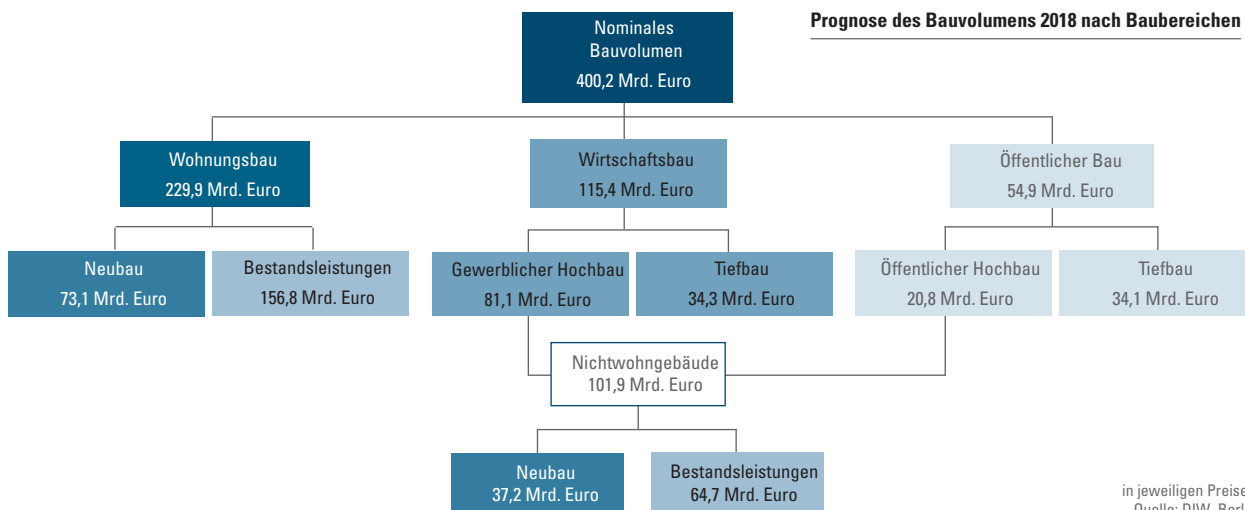 Prognose des Bauvolumens 2018 nach Baubereichen
Nominales
Bauvolumen
400,2 Mrd. Euro
Wohnungsbau
229,9 Mrd. Euro
Wirtschaftsbau
115,4 Mrd. Euro
Öffentlicher Bau
54,9 Mrd. Euro
Neubau
73,1 Mrd. Euro
Bestandsleistungen
156,8 Mrd. Euro
Gewerblicher Hochbau
81,1 Mrd. Euro
Tiefbau
34,3 Mrd. Euro
Öffentlicher Hochbau
20,8 Mrd. Euro
Tiefbau
34,1 Mrd. Euro
Nichtwohngebäude
101,9 Mrd. Euro
Neubau
37,2 Mrd. Euro
Bestandsleistungen
64,7 Mrd. Euro
in jeweiligen Preise
Quelle: DIW, Berl